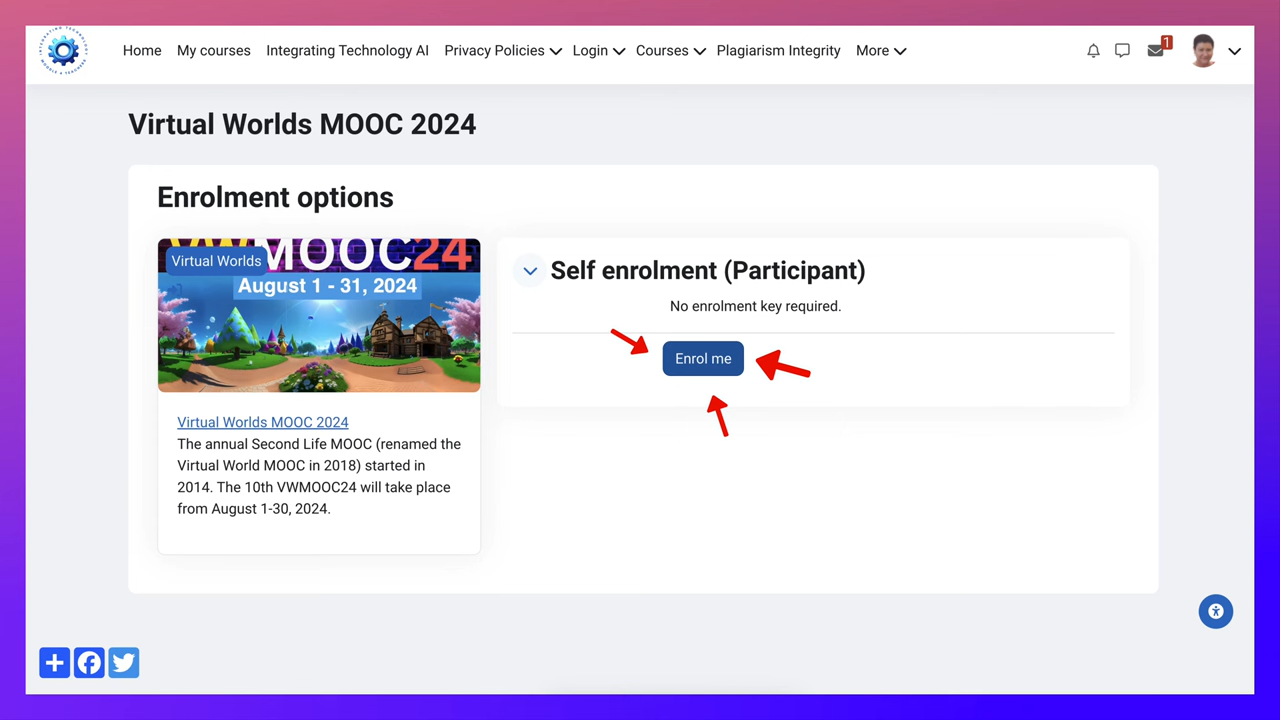 Home My courses Integrating Technology AI Privacy Policies Login Courses Plagiarism Integrity More 1
Virtual Worlds MOOC 2024
Enrolment options
VWMOOC24
Virtual Worlds
August 1 - 31, 2024
Virtual Worlds MOOC 2024
The annual Second Life MOOC (renamed the
Virtual World MOOC in 2018) started in
2014. The 10th VWMOOC24 will take place
from August 1-30, 2024.
Self enrolment (Participant)
No enrolment key required.
Enrol me